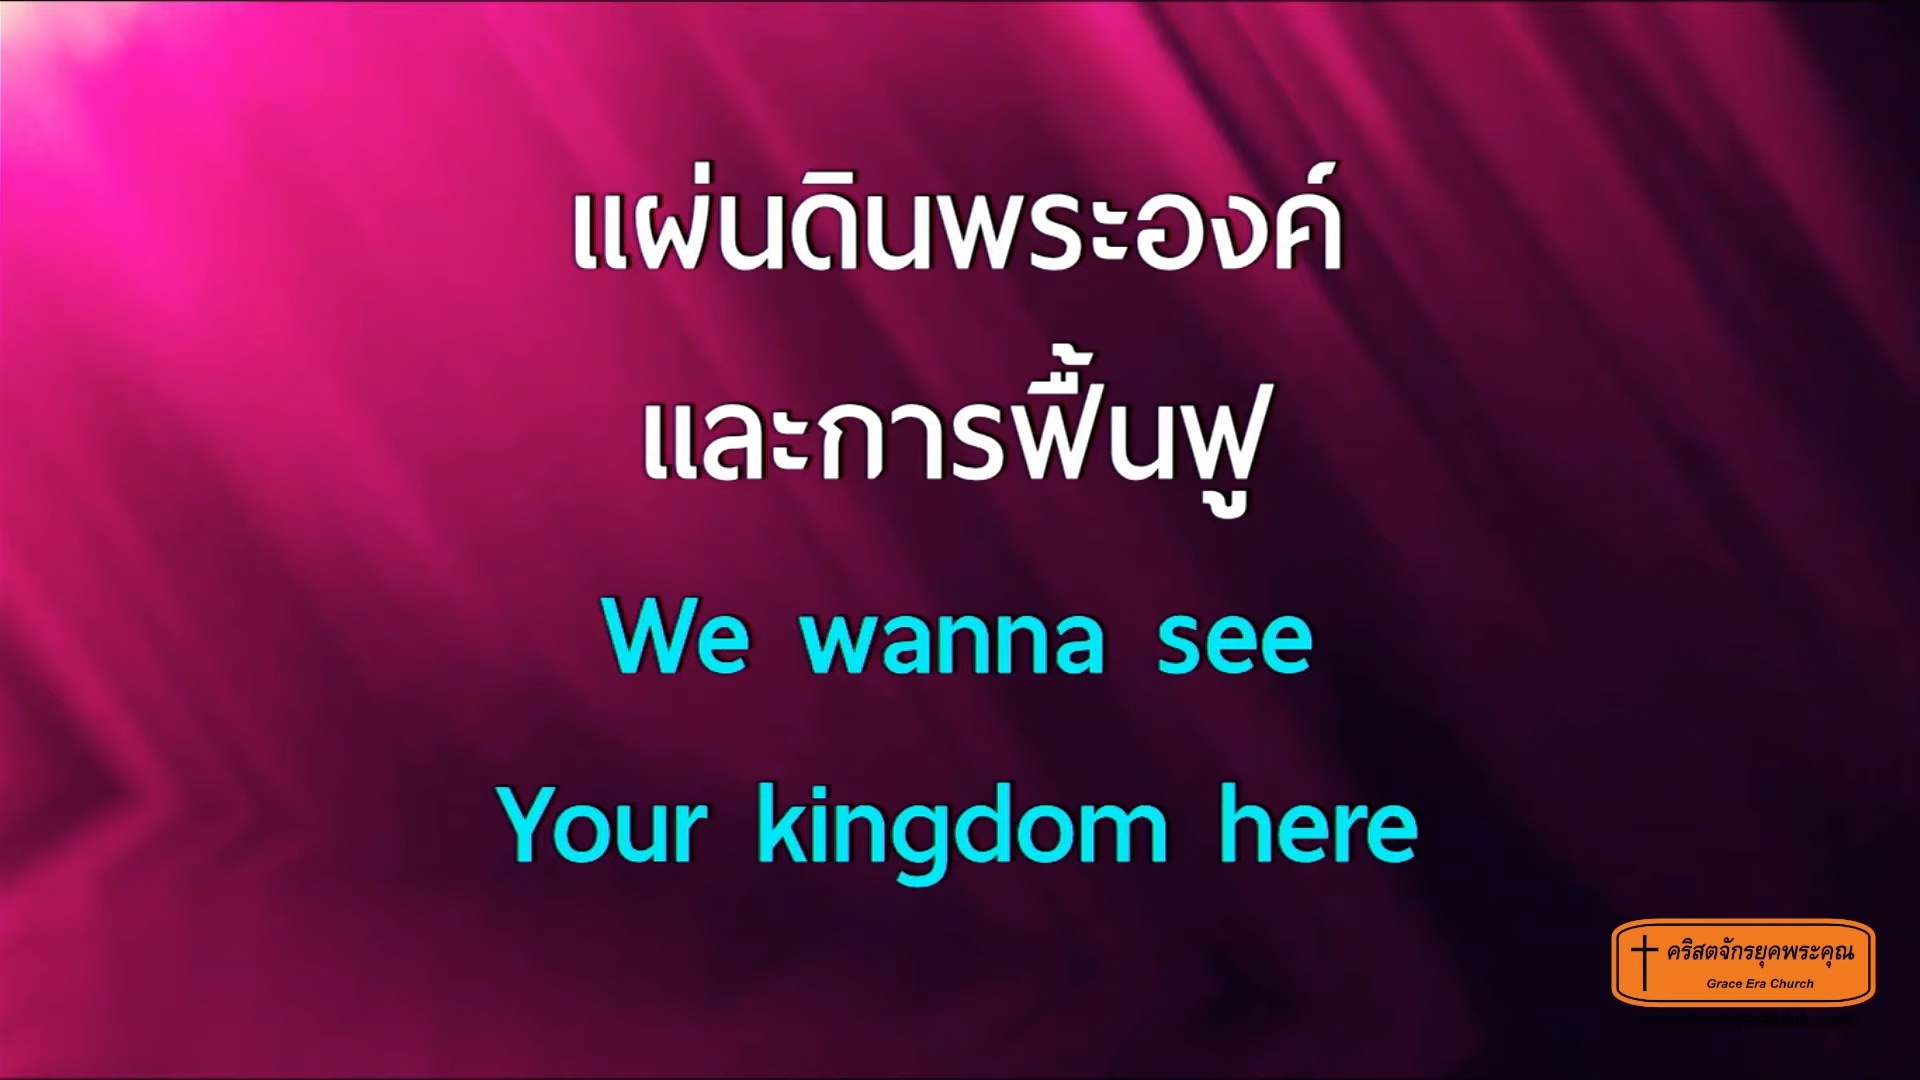 แผ่นดินพระองค์
และการฟื้นฟู
We wanna see
Your kingdom here
คริสตจักรยุคพระคุณ
Grace Era Church